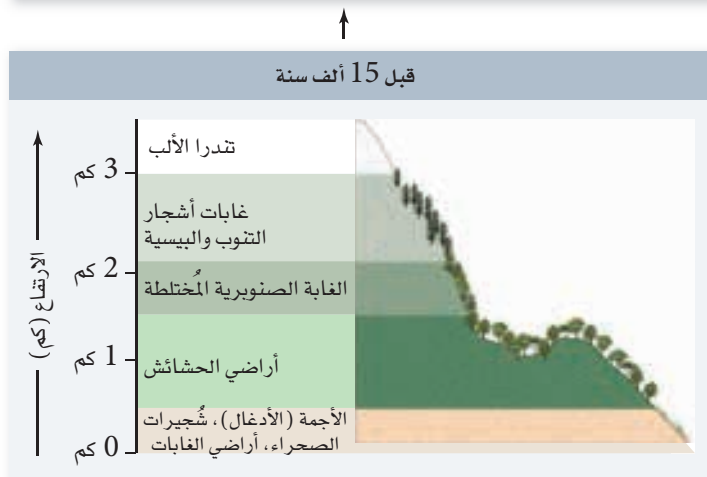 قبل 15 ألف سنة
تندرا الألب
3 كم
غابات أشجار
التنوب والبيسية
2 كم
الغابة الصنوبرية المُختلطة
1 كم
أراضي الحشائش
الأجمة (الأدغال)، شُجيرات
الصحراء، أراضي الغابات
0 كم
الارتفاع (كم)